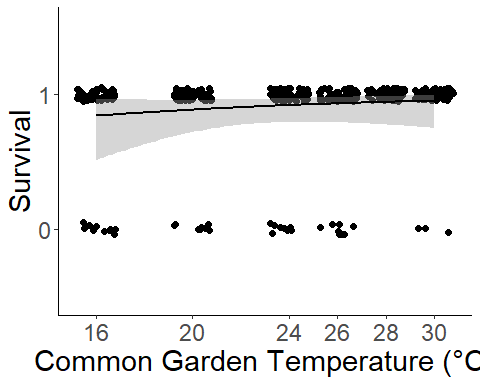 1
0
Survival
16 20 24 26 28 30
Common Garden Temperature (°C